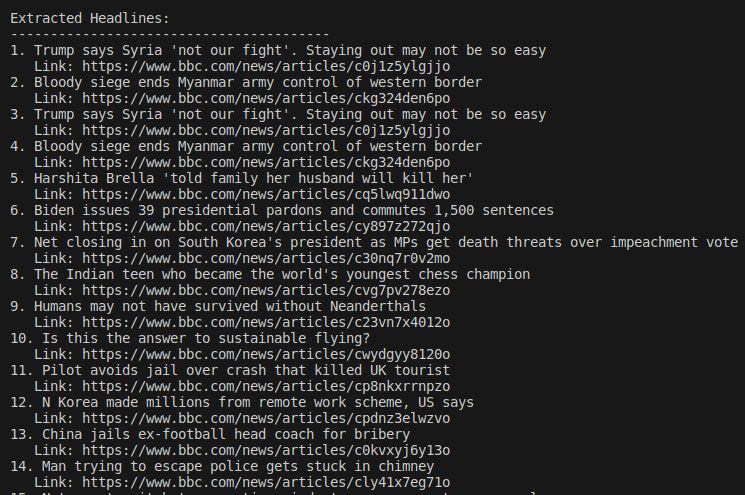 Extracted Headlines:
----------------------------------------
1. Trump says Syria 'not our fight'. Staying out may not be so easy
Link: https://www.bbc.com/news/articles/c0j1z5ylgjjo
2. Bloody siege ends Myanmar army control of western border
Link: https://www.bbc.com/news/articles/ckg324den6po
3. Trump says Syria 'not our fight'. Staying out may not be so easy
Link: https://www.bbc.com/news/articles/c0j1z5ylgjjo
4. Bloody siege ends Myanmar army control of western border
Link: https://www.bbc.com/news/articles/ckg324den6po
5. Harshita Brella 'told family her husband will kill her'
Link: https://www.bbc.com/news/articles/cq5lwq911dwo
6. Biden issues 39 presidential pardons and commutes 1,500 sentences
Link: https://www.bbc.com/news/articles/cy897z272qjo
7. Net closing in on South Korea's president as MPs get death threats over impeachment vote
Link: https://www.bbc.com/news/articles/c30nq7r0v2mo
8. The Indian teen who became the world's youngest chess champion
Link: https://www.bbc.com/news/articles/cvg7pv278ezo
9. Humans may not have survived without Neanderthals
Link: https://www.bbc.com/news/articles/c23vn7x4012o
10. Is this the answer to sustainable flying?
Link: https://www.bbc.com/news/articles/cwydgyy8120o
11. Pilot avoids jail over crash that killed UK tourist
Link: https://www.bbc.com/news/articles/cp8nkxrrnpzo
12. N Korea made millions from remote work scheme, US says
Link: https://www.bbc.com/news/articles/cpdnz3elwzvo
13. China jails ex-football head coach for bribery
Link: https://www.bbc.com/news/articles/c0kvxyj6y13o
14. Man trying to escape police gets stuck in chimney
Link: https://www.bbc.com/news/articles/cly41x7eg71o